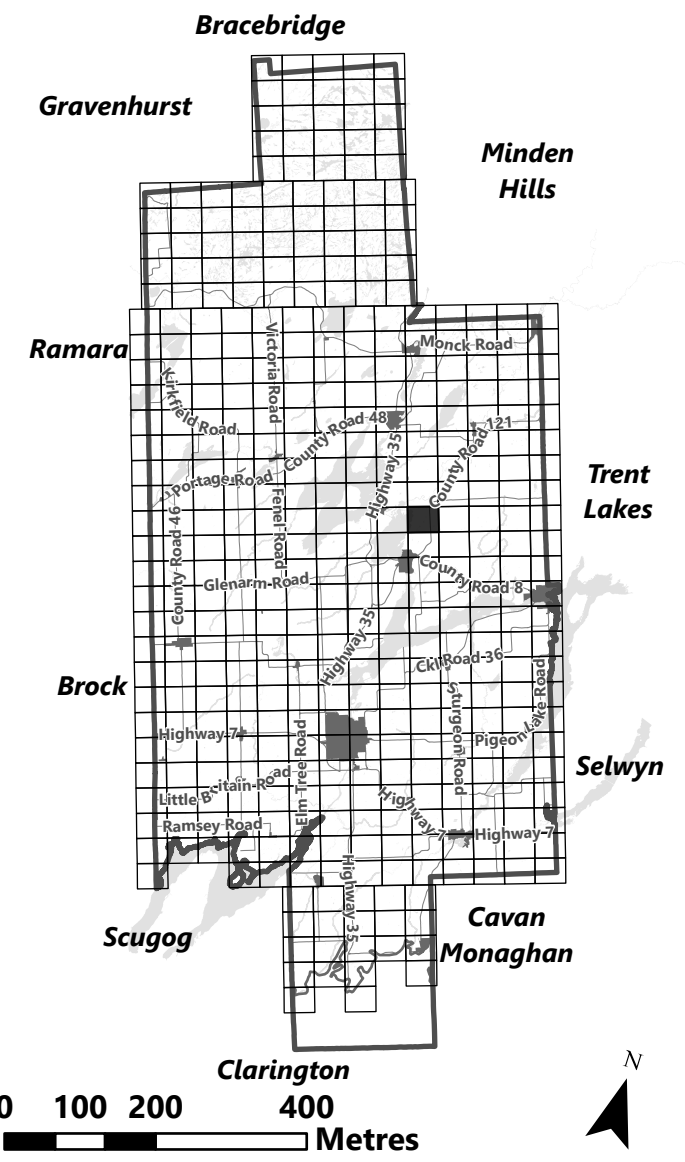 Bracebridge
Gravenhurst
Minden
Hills
Ramara
Victoria Road
Monck Road
Kirkfield Road
County Road 48
Highway 35
County Road 121
Portage Road
Trent
Lakes
Fenel Road
County Road 46
Glenarm Road
County Road 8
Highway 35
Ckl Road 36
Brock
Sturgeon Road
Pigeon Lake Road
Highway 7
Elm Tree Road
Selwyn
Little Britain Road
Highway 7
Highway 7
Ramsey Road
Highway 35
Scugog
Cavan
Monaghan
Clarington
N
0 100 200 400
Metres